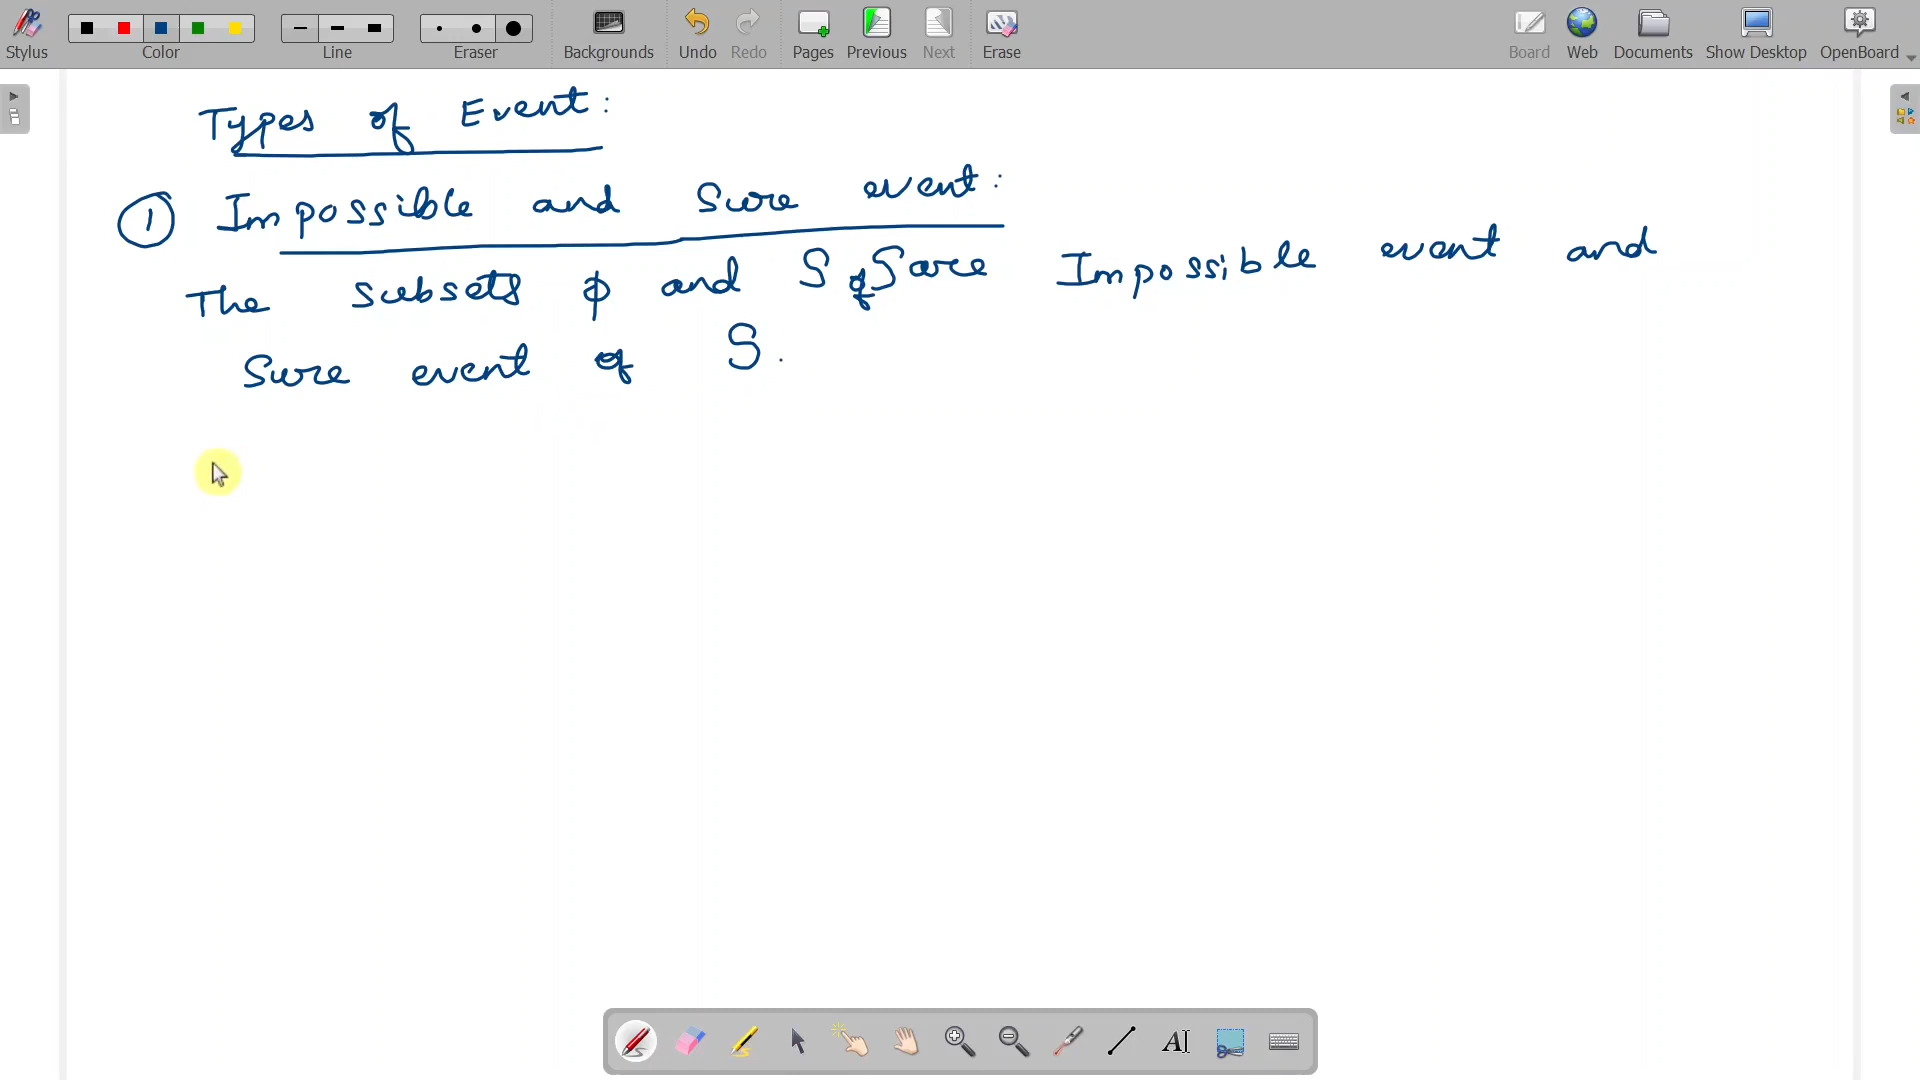 Stylus Color Line Eraser Backgrounds Undo Redo Pages Previous Next Erase Board Web Documents Show Desktop OpenBoard
Types of Event:
① Impossible and Sure event:
The subsets φ and S of S are Impossible event and
Sure event of S.